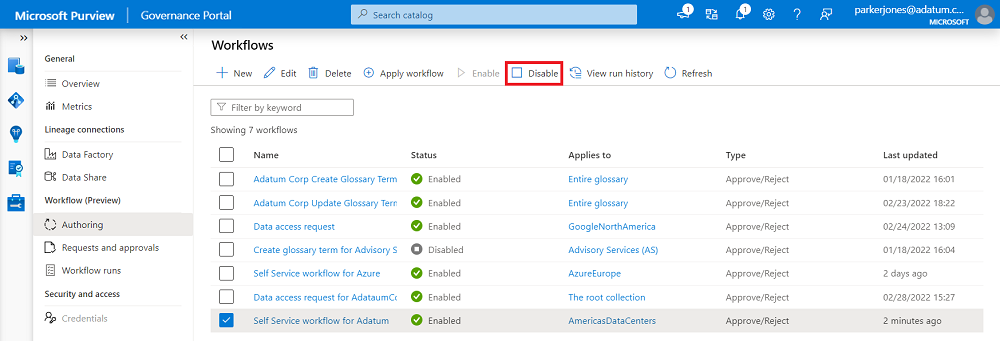 Microsoft Purview | Governance Portal
Search catalog
1
1
parkerjones@adatum.c...
MICROSOFT
General
Overview
Metrics
Lineage connections
Data Factory
Data Share
Workflow (Preview)
Authoring
Requests and approvals
Workflow runs
Security and access
Credentials
Workflows
New Edit Delete Apply workflow Enable Disable View run history Refresh
Filter by keyword
Showing 7 workflows
Name Status Applies to Type Last updated
Adatum Corp Create Glossary Term Enabled Entire glossary Approve/Reject 01/18/2022 16:01
Adatum Corp Update Glossary Tern Enabled Entire glossary Approve/Reject 02/23/2022 18:22
Data access request Enabled GoogleNorthAmerica Approve/Reject 02/24/2022 13:09
Create glossary term for Advisory S Disabled Advisory Services (AS) Approve/Reject 01/18/2022 16:04
Self Service workflow for Azure Enabled AzureEurope Approve/Reject 2 days ago
Data access request for AdataumCo Enabled The root collection Approve/Reject 02/28/2022 15:27
Self Service workflow for Adatum Enabled AmericasDataCenters Approve/Reject 2 minutes ago